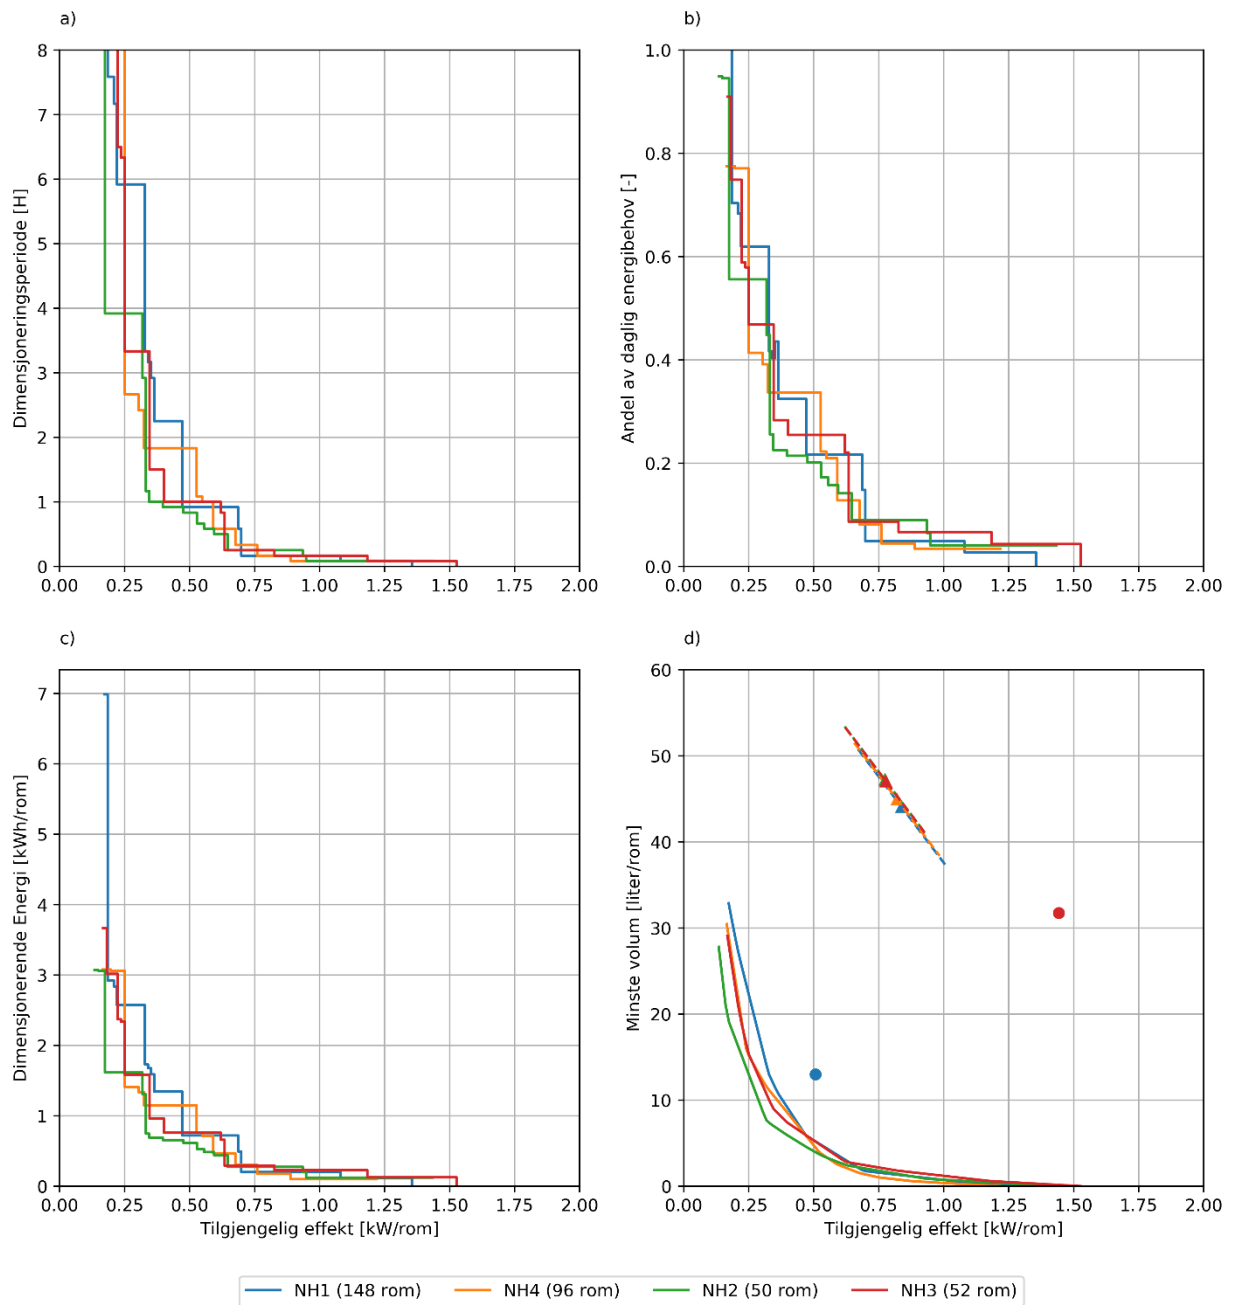 a)
8
7
6
5
4
3
2
1
0
Dimensjoneringsperiode [H]
0.00 0.25 0.50 0.75 1.00 1.25 1.50 1.75 2.00
b)
1.0
0.8
0.6
0.4
0.2
0.0
Andel av daglig energibehov [-]
0.00 0.25 0.50 0.75 1.00 1.25 1.50 1.75 2.00
c)
7
6
5
4
3
2
1
0
Dimensjonerende Energi [kWh/rom]
0.00 0.25 0.50 0.75 1.00 1.25 1.50 1.75 2.00
Tilgjengelig effekt [kW/rom]
d)
60
50
40
30
20
10
0
Minste volum [liter/rom]
0.00 0.25 0.50 0.75 1.00 1.25 1.50 1.75 2.00
Tilgjengelig effekt [kW/rom]
NH1 (148 rom) NH4 (96 rom) NH2 (50 rom) NH3 (52 rom)